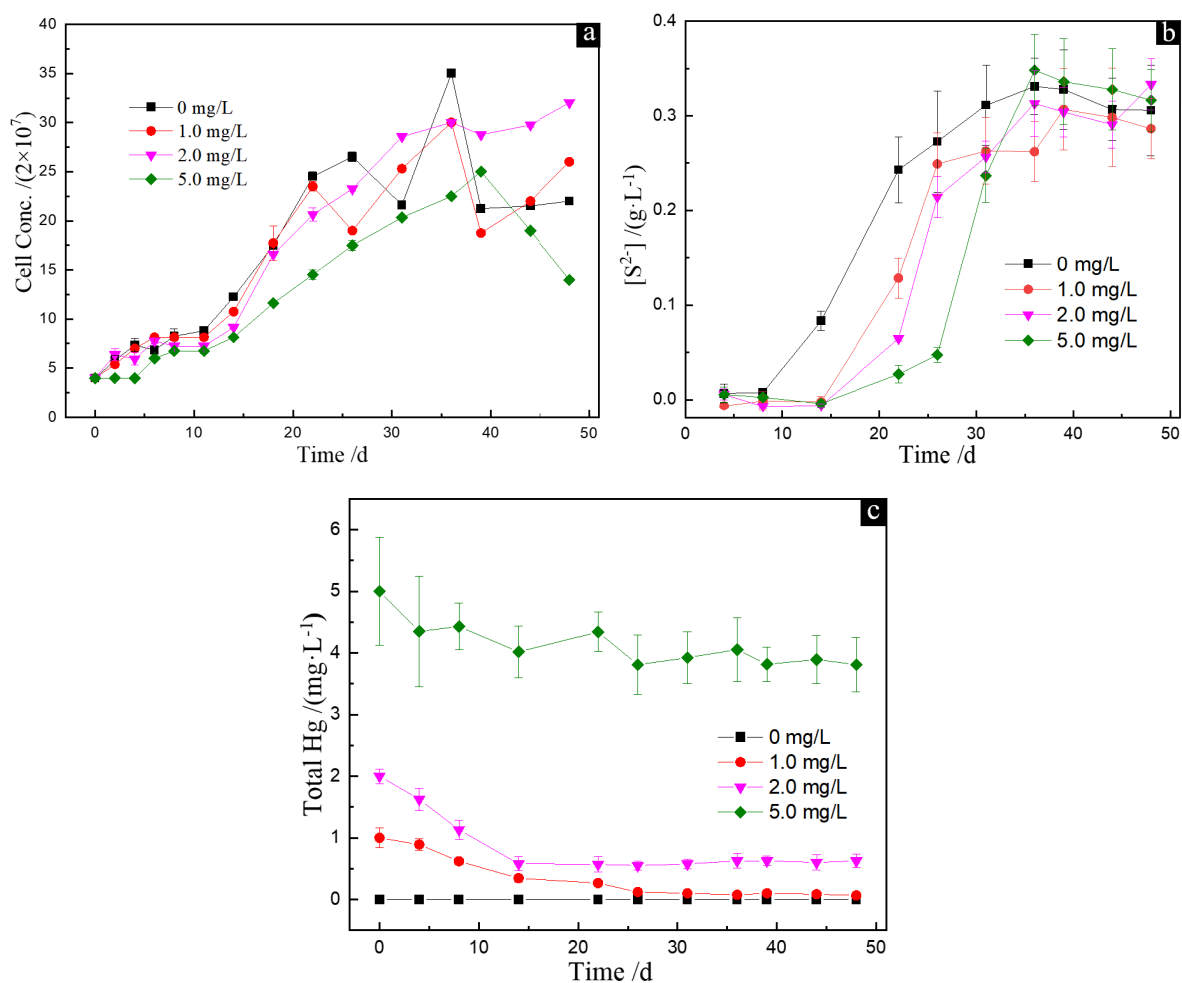 a
40
35
30
25
20
15
10
5
0
Cell Conc. /(2×10⁷)
0 mg/L
1.0 mg/L
2.0 mg/L
5.0 mg/L
0 10 20 30 40 50
Time /d
b
0.4
0.3
0.2
0.1
0.0
[S²⁻] /(g·L⁻¹)
0 mg/L
1.0 mg/L
2.0 mg/L
5.0 mg/L
0 10 20 30 40 50
Time /d
c
6
5
4
3
2
1
0
Total Hg /(mg·L⁻¹)
0 mg/L
1.0 mg/L
2.0 mg/L
5.0 mg/L
0 10 20 30 40 50
Time /d